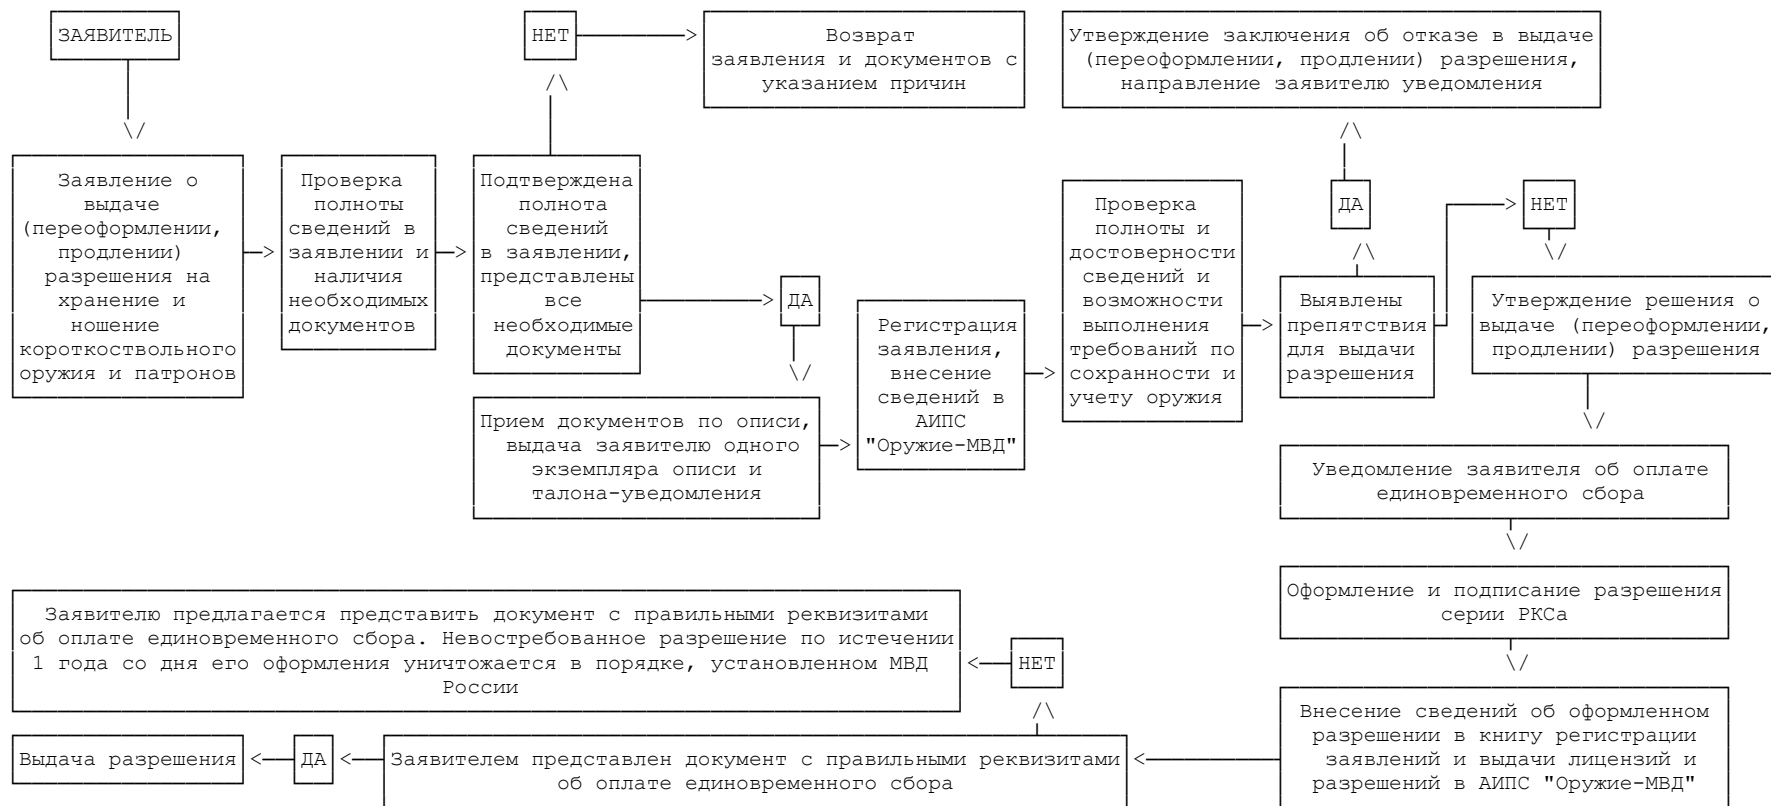 ЗАЯВИТЕЛЬ
НЕТ
Возврат
заявления и документов с
указанием причин
Утверждение заключения об отказе в выдаче
(переоформлении, продлении) разрешения,
направление заявителю уведомления
Заявление о
выдаче
(переоформлении,
продлении)
разрешения на
хранение и
ношение
короткоствольного
оружия и патронов
Проверка
полноты
сведений в
заявлении и
наличия
необходимых
документов
Подтверждена
полнота
сведений
в заявлении,
представлены
все
необходимые
документы
ДА
Прием документов по описи,
выдача заявителю одного
экземпляра описи и
талона-уведомления
Регистрация
заявления,
внесение
сведений в
АИПС
"Оружие-МВД"
Проверка
полноты и
достоверности
сведений и
возможности
выполнения
требований по
сохранности и
учету оружия
Выявлены
препятствия
для выдачи
разрешения
ДА
НЕТ
Утверждение решения о
выдаче (переоформлении,
продлении) разрешения
Уведомление заявителя об оплате
единовременного сбора
Оформление и подписание разрешения
серии РКСа
Внесение сведений об оформленном
разрешении в книгу регистрации
заявлений и выдачи лицензий и
разрешений в АИПС "Оружие-МВД"
Заявителем представлен документ с правильными реквизитами
об оплате единовременного сбора
НЕТ
Заявителю предлагается представить документ с правильными реквизитами
об оплате единовременного сбора. Невостребованное разрешение по истечении
1 года со дня его оформления уничтожается в порядке, установленном МВД
России
ДА
Выдача разрешения